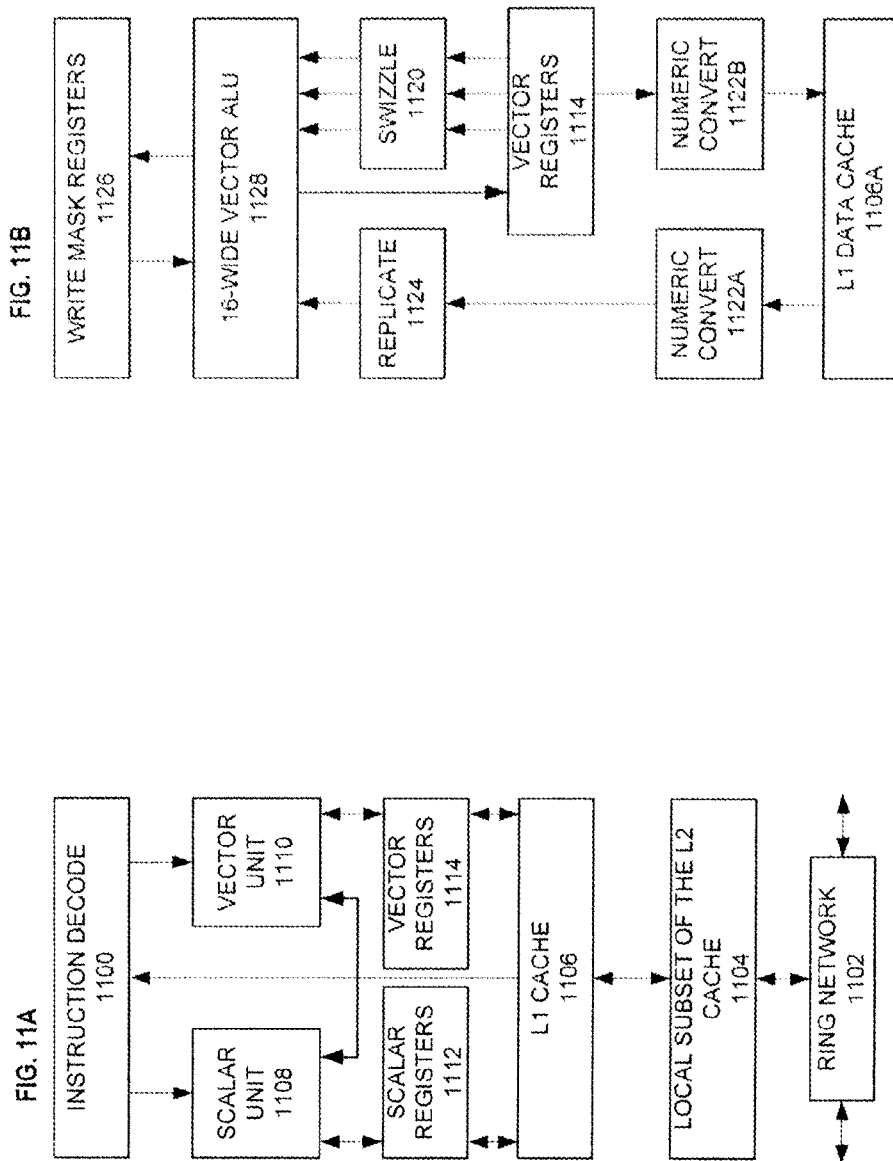 FIG. 11A
INSTRUCTION DECODE
1100
SCALAR
UNIT
1108
VECTOR
UNIT
1110
SCALAR
REGISTERS
1112
VECTOR
REGISTERS
1114
L1 CACHE
1106
LOCAL SUBSET OF THE L2
CACHE
1104
RING NETWORK
1102
FIG. 11B
WRITE MASK REGISTERS
1126
16-WIDE VECTOR ALU
1128
REPLICATE
1124
SWIZZLE
1120
VECTOR
REGISTERS
1114
NUMERIC
CONVERT
1122A
NUMERIC
CONVERT
1122B
L1 DATA CACHE
1106A